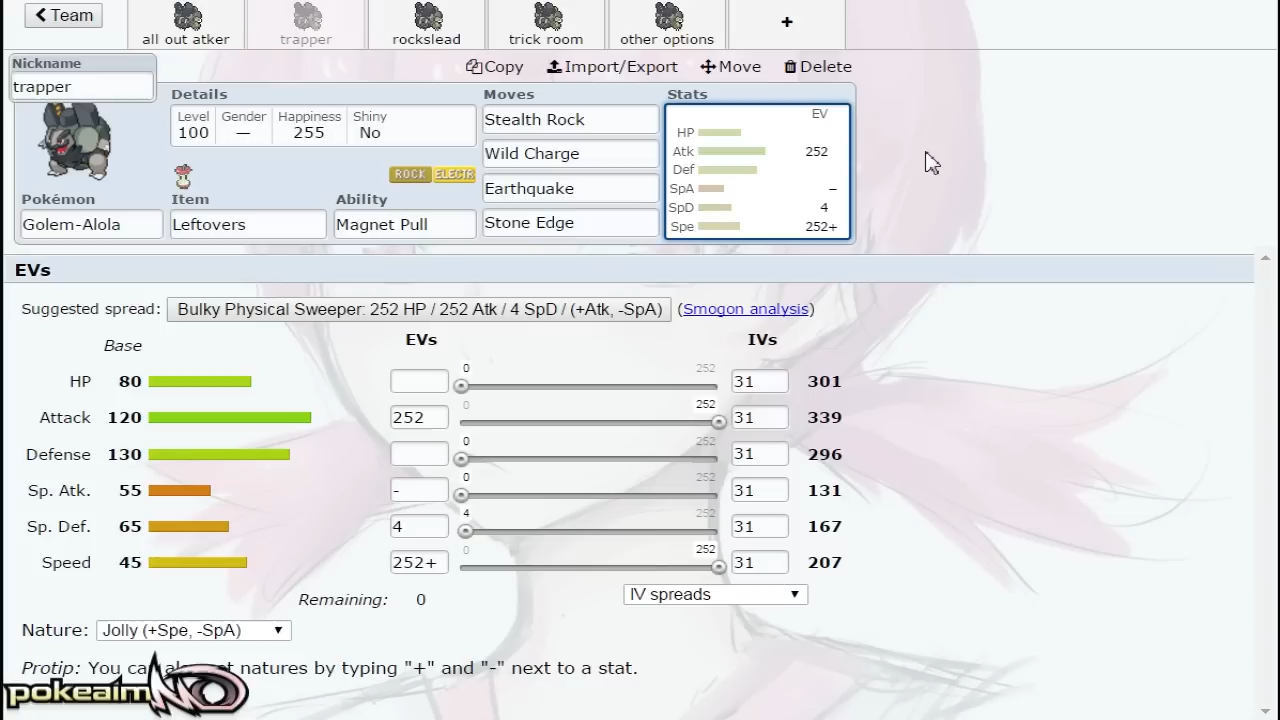 Team
all out atker
trapper
rockslead
trick room
other options
+
Copy
Import/Export
Move
Delete
Nickname
trapper
Details
Level
100
Gender
—
Happiness
255
Shiny
No
ROCK ELECTR
Pokémon
Golem-Alola
Item
Leftovers
Ability
Magnet Pull
Moves
Stealth Rock
Wild Charge
Earthquake
Stone Edge
Stats
EV
HP
Atk 252
Def
SpA –
SpD 4
Spe 252+
EVs
Suggested spread: Bulky Physical Sweeper: 252 HP / 252 Atk / 4 SpD / (+Atk, -SpA) (Smogon analysis)
Base EVs IVs
0 252
HP 80 31 301
0 252
Attack 120 252 31 339
0 252
Defense 130 31 296
0 252
Sp. Atk. 55 - 31 131
4 252
Sp. Def. 65 4 31 167
0 252
Speed 45 252+ 31 207
Remaining: 0
IV spreads
Nature: Jolly (+Spe, -SpA)
Protip: You can natures by typing "+" and "-" next to a stat.
pokeaimMD